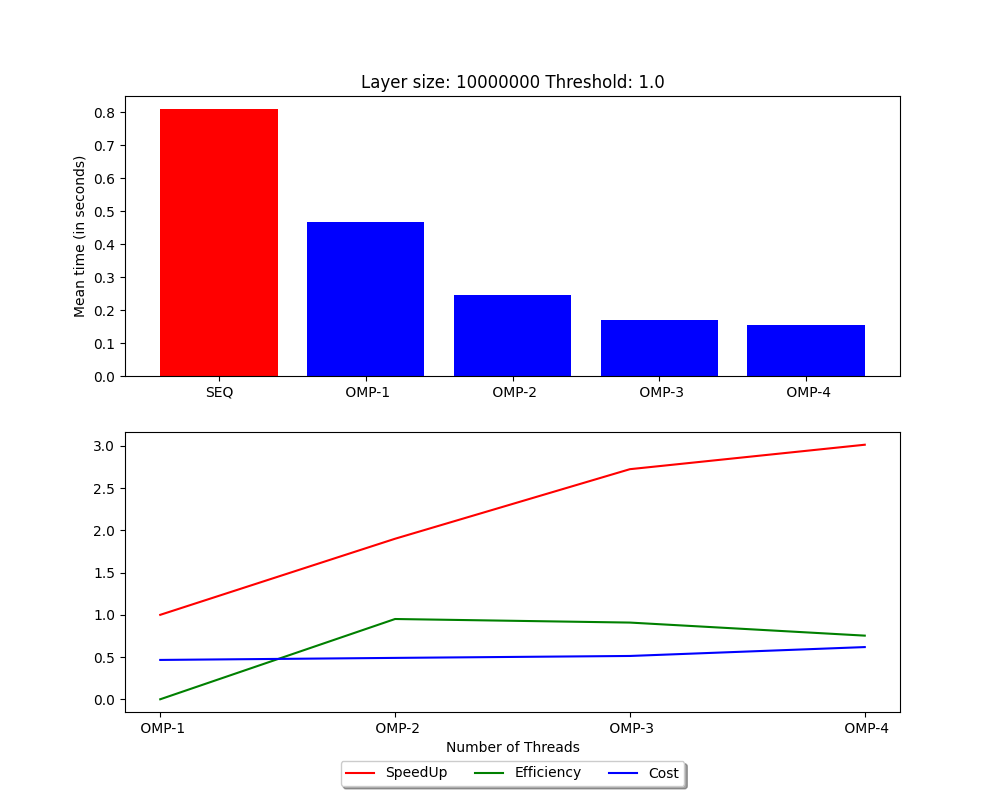 Layer size: 10000000 Threshold: 1.0
Mean time (in seconds)
0.8
0.7
0.6
0.5
0.4
0.3
0.2
0.1
0.0
SEQ OMP-1 OMP-2 OMP-3 OMP-4
3.0
2.5
2.0
1.5
1.0
0.5
0.0
OMP-1 OMP-2 OMP-3 OMP-4
Number of Threads
SpeedUp Efficiency Cost